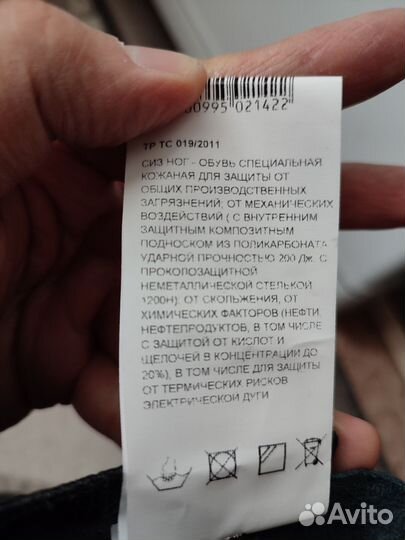 00995 021422
ТР ТС 019/2011
СИЗ НОГ - ОБУВЬ СПЕЦИАЛЬНАЯ
КОЖАНАЯ ДЛЯ ЗАЩИТЫ ОТ
ОБЩИХ ПРОИЗВОДСТВЕННЫХ
ЗАГРЯЗНЕНИЙ, ОТ МЕХАНИЧЕСКИХ
ВОЗДЕЙСТВИЙ ( С ВНУТРЕННИМ
ЗАЩИТНЫМ КОМПОЗИТНЫМ
ПОДНОСКОМ ИЗ ПОЛИКАРБОНАТА
УДАРНОЙ ПРОЧНОСТЬЮ 200 Дж, С
ПРОКОЛОЗАЩИТНОЙ
НЕМЕТАЛЛИЧЕСКОЙ СТЕЛЬКОЙ
1200Н), ОТ СКОЛЬЖЕНИЯ, ОТ
ХИМИЧЕСКИХ ФАКТОРОВ (НЕФТИ,
НЕФТЕПРОДУКТОВ, В ТОМ ЧИСЛЕ
С ЗАЩИТОЙ ОТ КИСЛОТ И
ЩЕЛОЧЕЙ В КОНЦЕНТРАЦИИ ДО
20%), В ТОМ ЧИСЛЕ ДЛЯ ЗАЩИТЫ
ОТ ТЕРМИЧЕСКИХ РИСКОВ
ЭЛЕКТРИЧЕСКОЙ ДУГИ
Avito